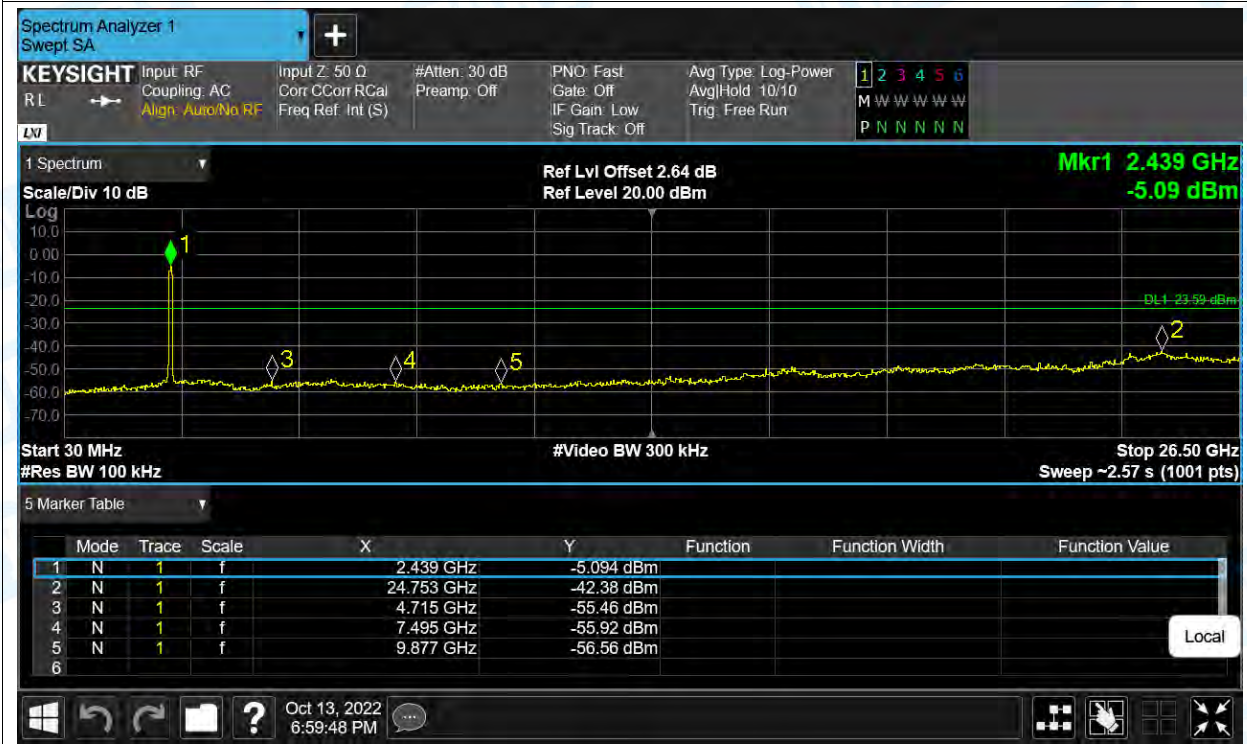 Spectrum Analyzer 1
Swept SA
KEYSIGHT
R L
LXI
Input: RF
Coupling: AC
Align: Auto/No RF
Input Z: 50 Ω
Corr CCorr RCal
Freq Ref: Int (S)
#Atten: 30 dB
Preamp: Off
PNO: Fast
Gate: Off
IF Gain: Low
Sig Track: Off
Avg Type: Log-Power
Avg|Hold: 10/10
Trig: Free Run
1 2 3 4 5 6
M W W W W W
P N N N N N
1 Spectrum
Scale/Div 10 dB
Ref Lvl Offset 2.64 dB
Ref Level 20.00 dBm
Mkr1 2.439 GHz
-5.09 dBm
Log
10.0
0.00
-10.0
-20.0
-30.0
-40.0
-50.0
-60.0
-70.0
1
3
4
5
2
DL1 -23.59 dBm
Start 30 MHz
#Video BW 300 kHz
Stop 26.50 GHz
#Res BW 100 kHz
Sweep ~2.57 s (1001 pts)
5 Marker Table
Mode Trace Scale X Y Function Function Width Function Value
1 N 1 f 2.439 GHz -5.094 dBm
2 N 1 f 24.753 GHz -42.38 dBm
3 N 1 f 4.715 GHz -55.46 dBm
4 N 1 f 7.495 GHz -55.92 dBm
5 N 1 f 9.877 GHz -56.56 dBm
6
Local
?
Oct 13, 2022
6:59:48 PM